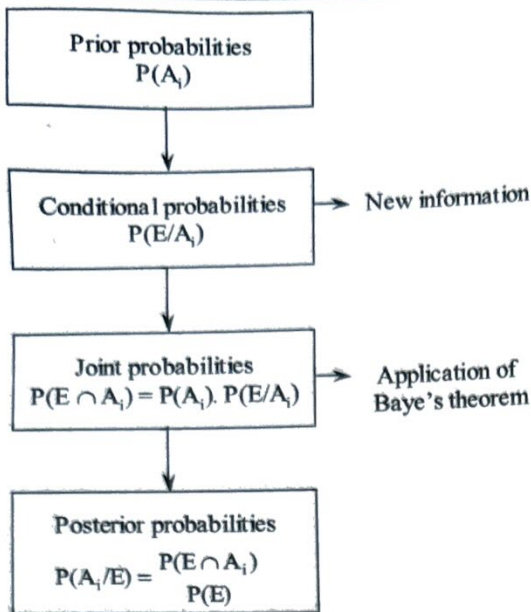 Prior probabilities
P(Aᵢ)
Conditional probabilities
P(E/Aᵢ)
New information
Joint probabilities
P(E ∩ Aᵢ) = P(Aᵢ). P(E/Aᵢ)
Application of
Baye's theorem
Posterior probabilities
P(Aᵢ/E) = P(E ∩ Aᵢ)
P(E)